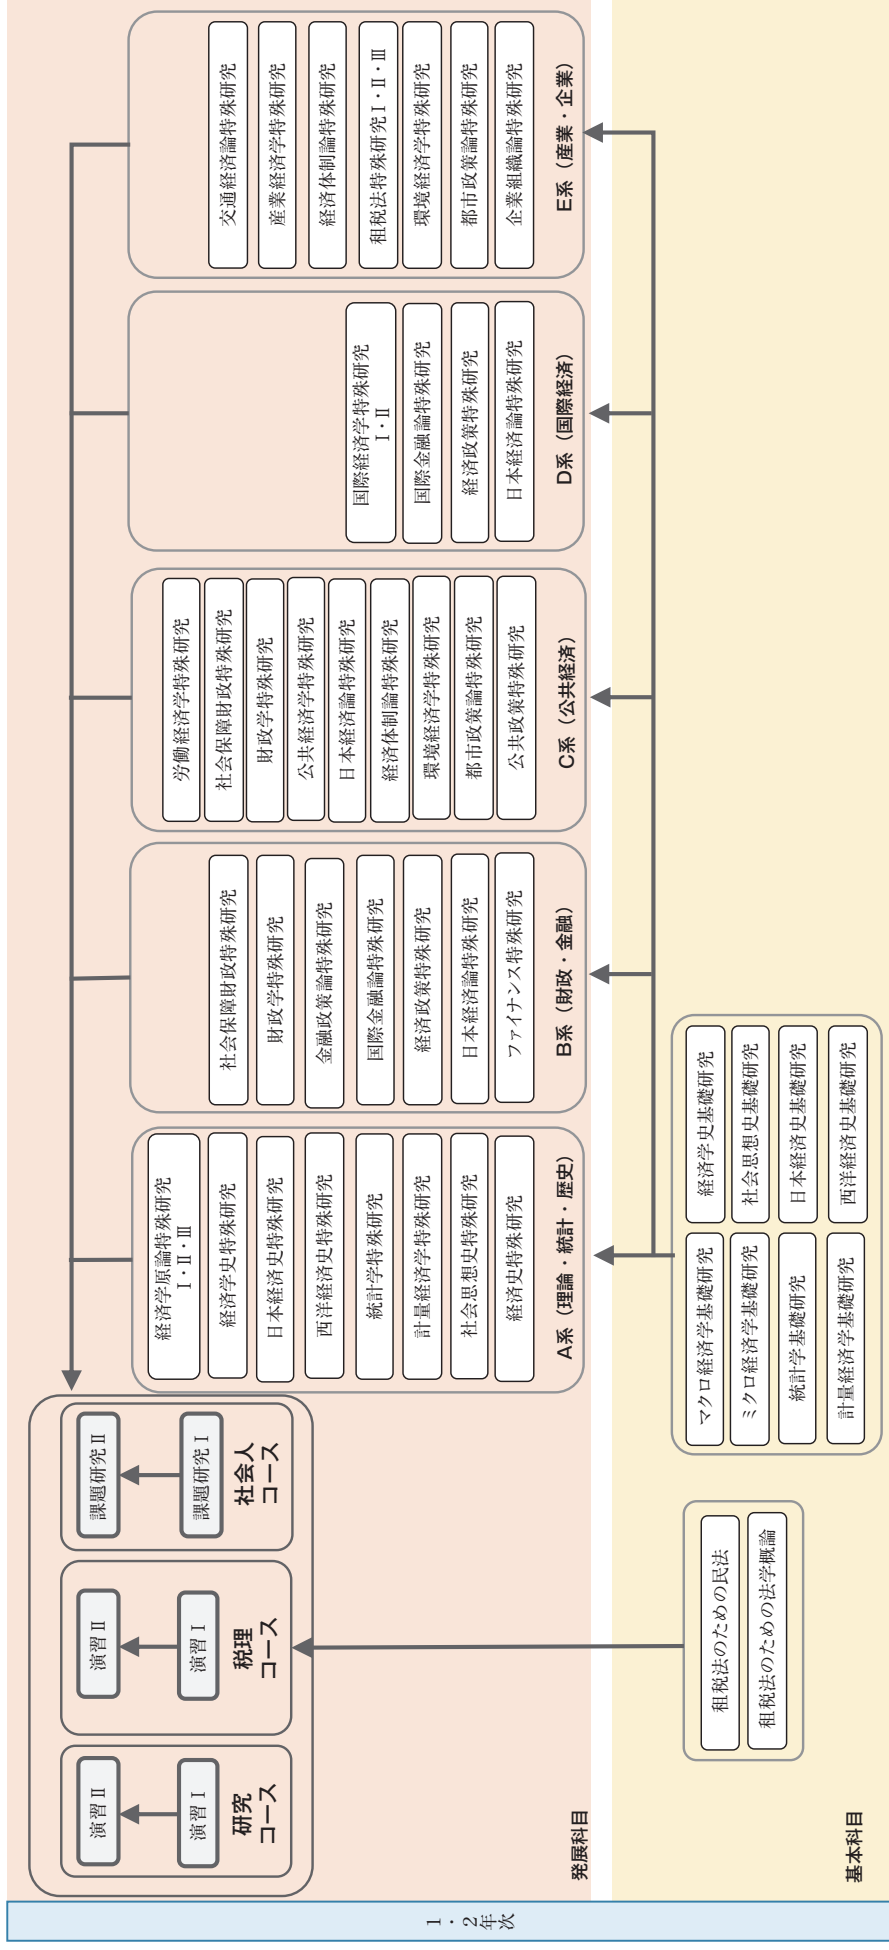 1・2年次
発展科目
基本科目
演習Ⅱ
演習Ⅰ
研究
コース
演習Ⅱ
演習Ⅰ
税理
コース
課題研究Ⅱ
課題研究Ⅰ
社会人
コース
経済学原論特殊研究
Ⅰ・Ⅱ・Ⅲ
経済学史特殊研究
日本経済史特殊研究
西洋経済史特殊研究
統計学特殊研究
計量経済学特殊研究
社会思想史特殊研究
経済史特殊研究
A系（理論・統計・歴史）
社会保障財政特殊研究
財政学特殊研究
金融政策論特殊研究
国際金融論特殊研究
経済政策特殊研究
日本経済論特殊研究
ファイナンス特殊研究
B系（財政・金融）
労働経済学特殊研究
社会保障財政特殊研究
財政学特殊研究
公共経済学特殊研究
日本経済論特殊研究
経済体制論特殊研究
環境経済学特殊研究
都市政策論特殊研究
公共政策特殊研究
C系（公共経済）
国際経済学特殊研究
Ⅰ・Ⅱ
国際金融論特殊研究
経済政策特殊研究
日本経済論特殊研究
D系（国際経済）
交通経済論特殊研究
産業経済学特殊研究
経済体制論特殊研究
租税法特殊研究Ⅰ・Ⅱ・Ⅲ
環境経済学特殊研究
都市政策論特殊研究
企業組織論特殊研究
E系（産業・企業）
租税法のための民法
租税法のための法学概論
マクロ経済学基礎研究
ミクロ経済学基礎研究
統計学基礎研究
計量経済学基礎研究
経済学史基礎研究
社会思想史基礎研究
日本経済史基礎研究
西洋経済史基礎研究